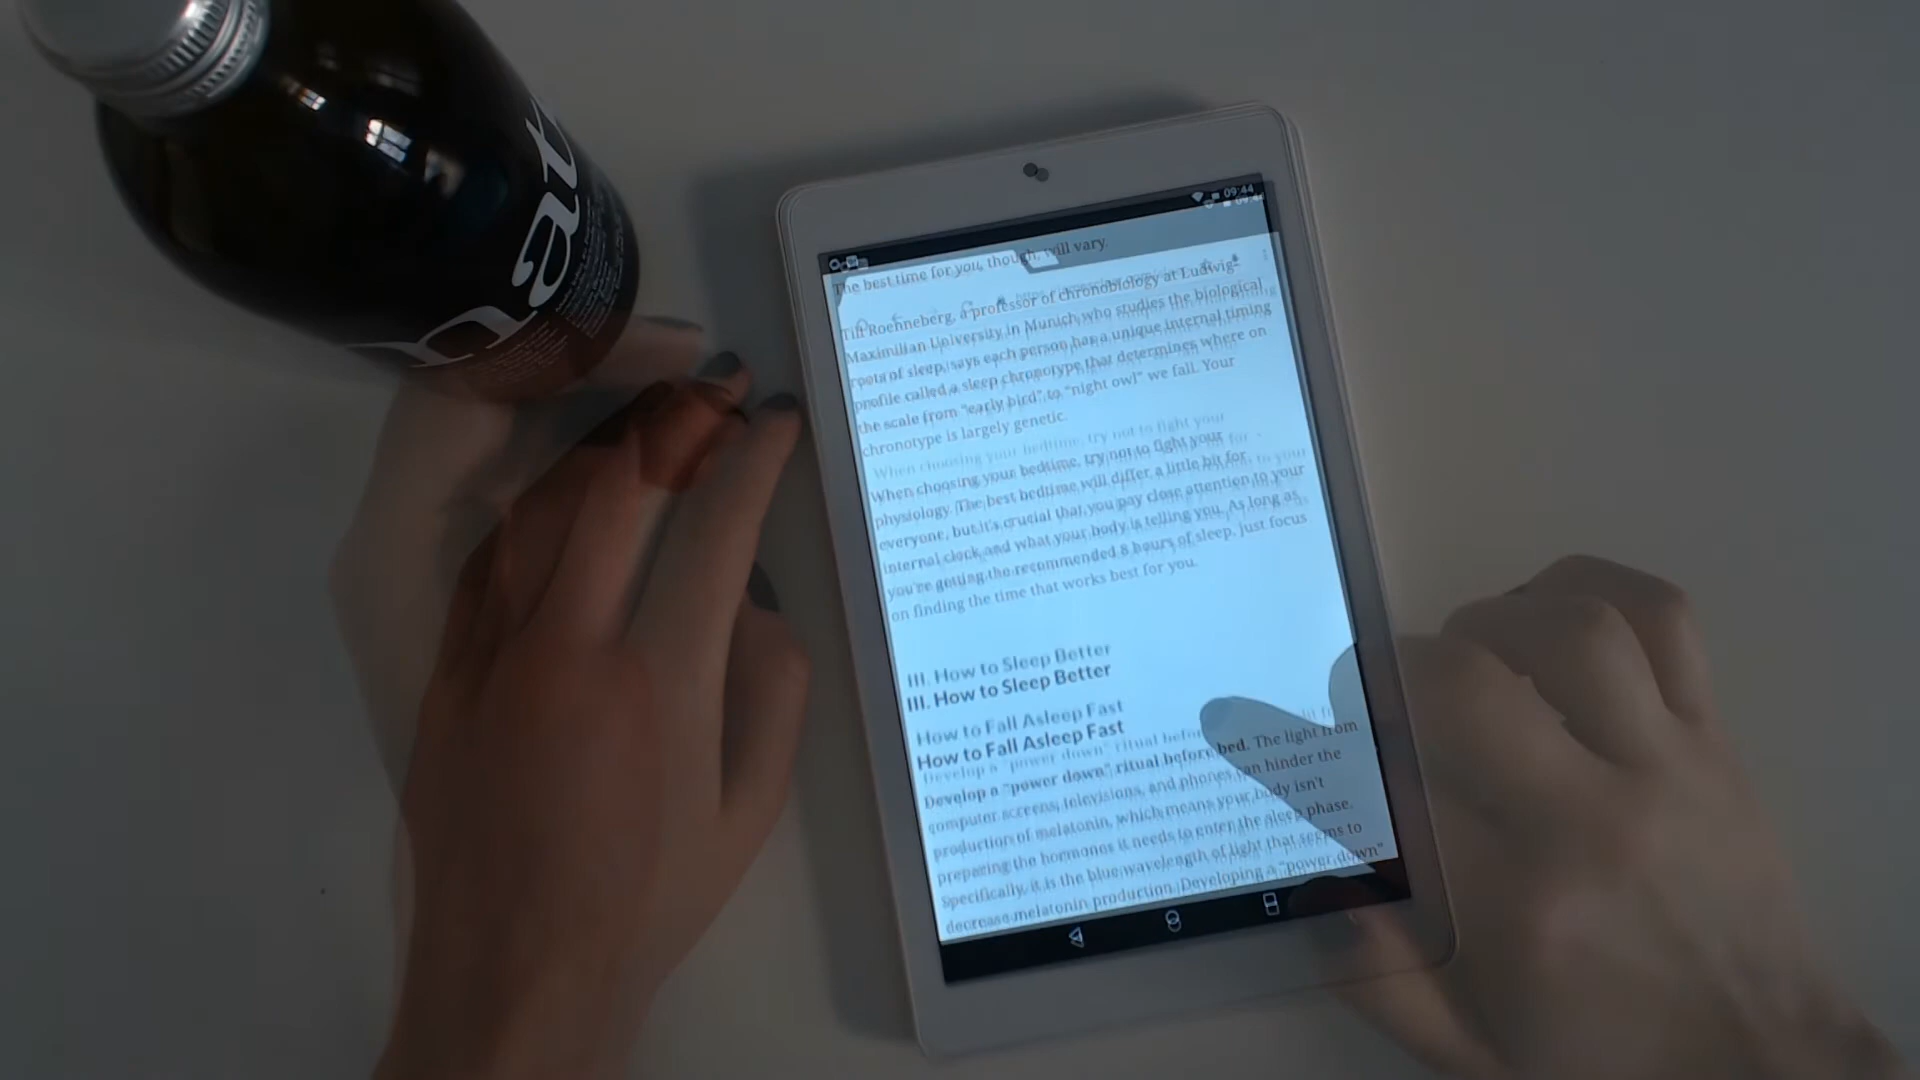 hat
09:44
The best time for you, though, will vary.
Till Roenneberg, a professor of chronobiology at Ludwig-
Maximilian University in Munich who studies the biological
roots of sleep, says each person has a unique internal timing
profile called a sleep chronotype that determines where on
the scale from “early bird” to “night owl” we fall. Your
chronotype is largely genetic.
When choosing your bedtime, try not to fight your
physiology. The best bedtime will differ a little bit for
everyone, but it's crucial that you pay close attention to your
internal clock and what your body is telling you. As long as
you're getting the recommended 8 hours of sleep, just focus
on finding the time that works best for you.
III. How to Sleep Better
How to Fall Asleep Fast
Develop a “power down” ritual before bed. The light from
computer screens, televisions, and phones can hinder the
production of melatonin, which means your body isn't
preparing the hormones it needs to enter the sleep phase.
Specifically, it is the blue wavelength of light that seems to
decrease melatonin production. Developing a “power down”